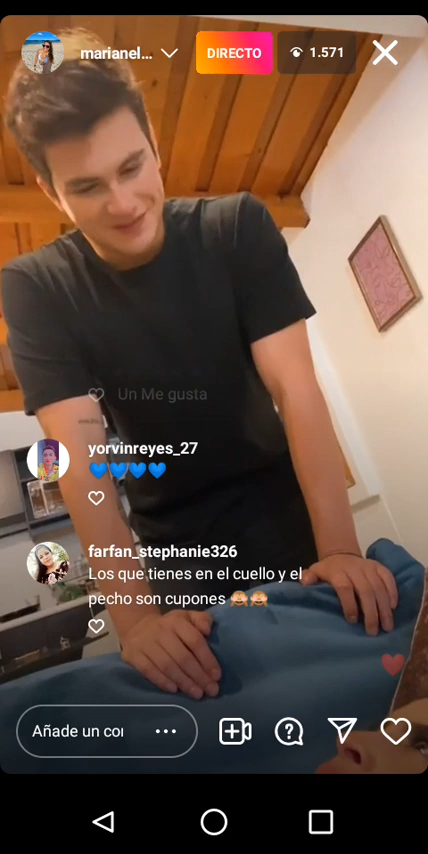 marianel...
DIRECTO
1.571
Un Me gusta
yorvinreyes_27
💙💙💙💙
farfan_stephanie326
Los que tienes en el cuello y el
pecho son cupones 🙈🙈
Añade un co